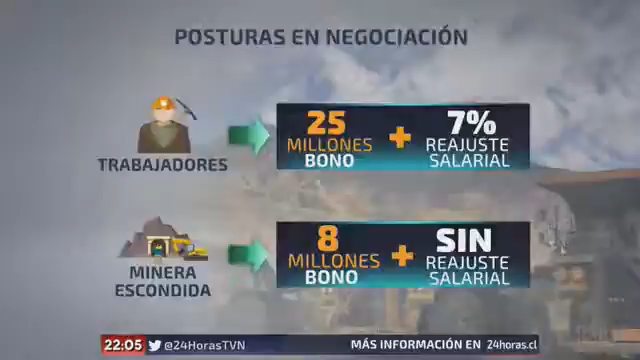 POSTURAS EN NEGOCIACIÓN
TRABAJADORES
25
MILLONES
BONO
+
7%
REAJUSTE
SALARIAL
MINERA
ESCONDIDA
8
MILLONES
BONO
+
SIN
REAJUSTE
SALARIAL
22:05 @24HorasTVN MÁS INFORMACIÓN EN 24horas.cl